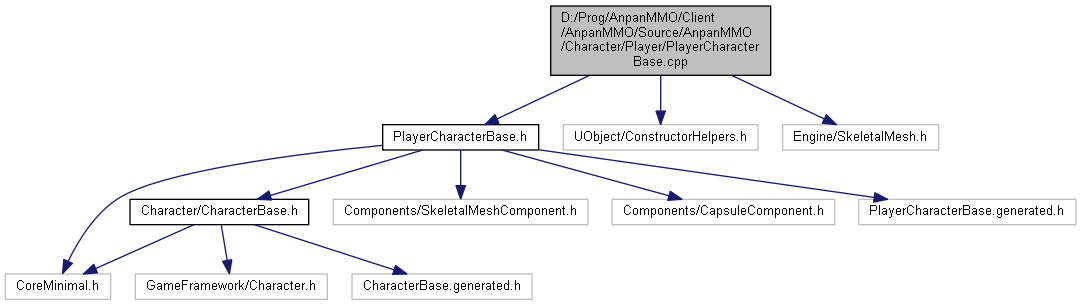 D:/Prog/AnpanMMO/Client
/AnpanMMO/Source/AnpanMMO
/Character/Player/PlayerCharacter
Base.cpp
PlayerCharacterBase.h
UObject/ConstructorHelpers.h
Engine/SkeletalMesh.h
Character/CharacterBase.h
Components/SkeletalMeshComponent.h
Components/CapsuleComponent.h
PlayerCharacterBase.generated.h
CoreMinimal.h
GameFramework/Character.h
CharacterBase.generated.h